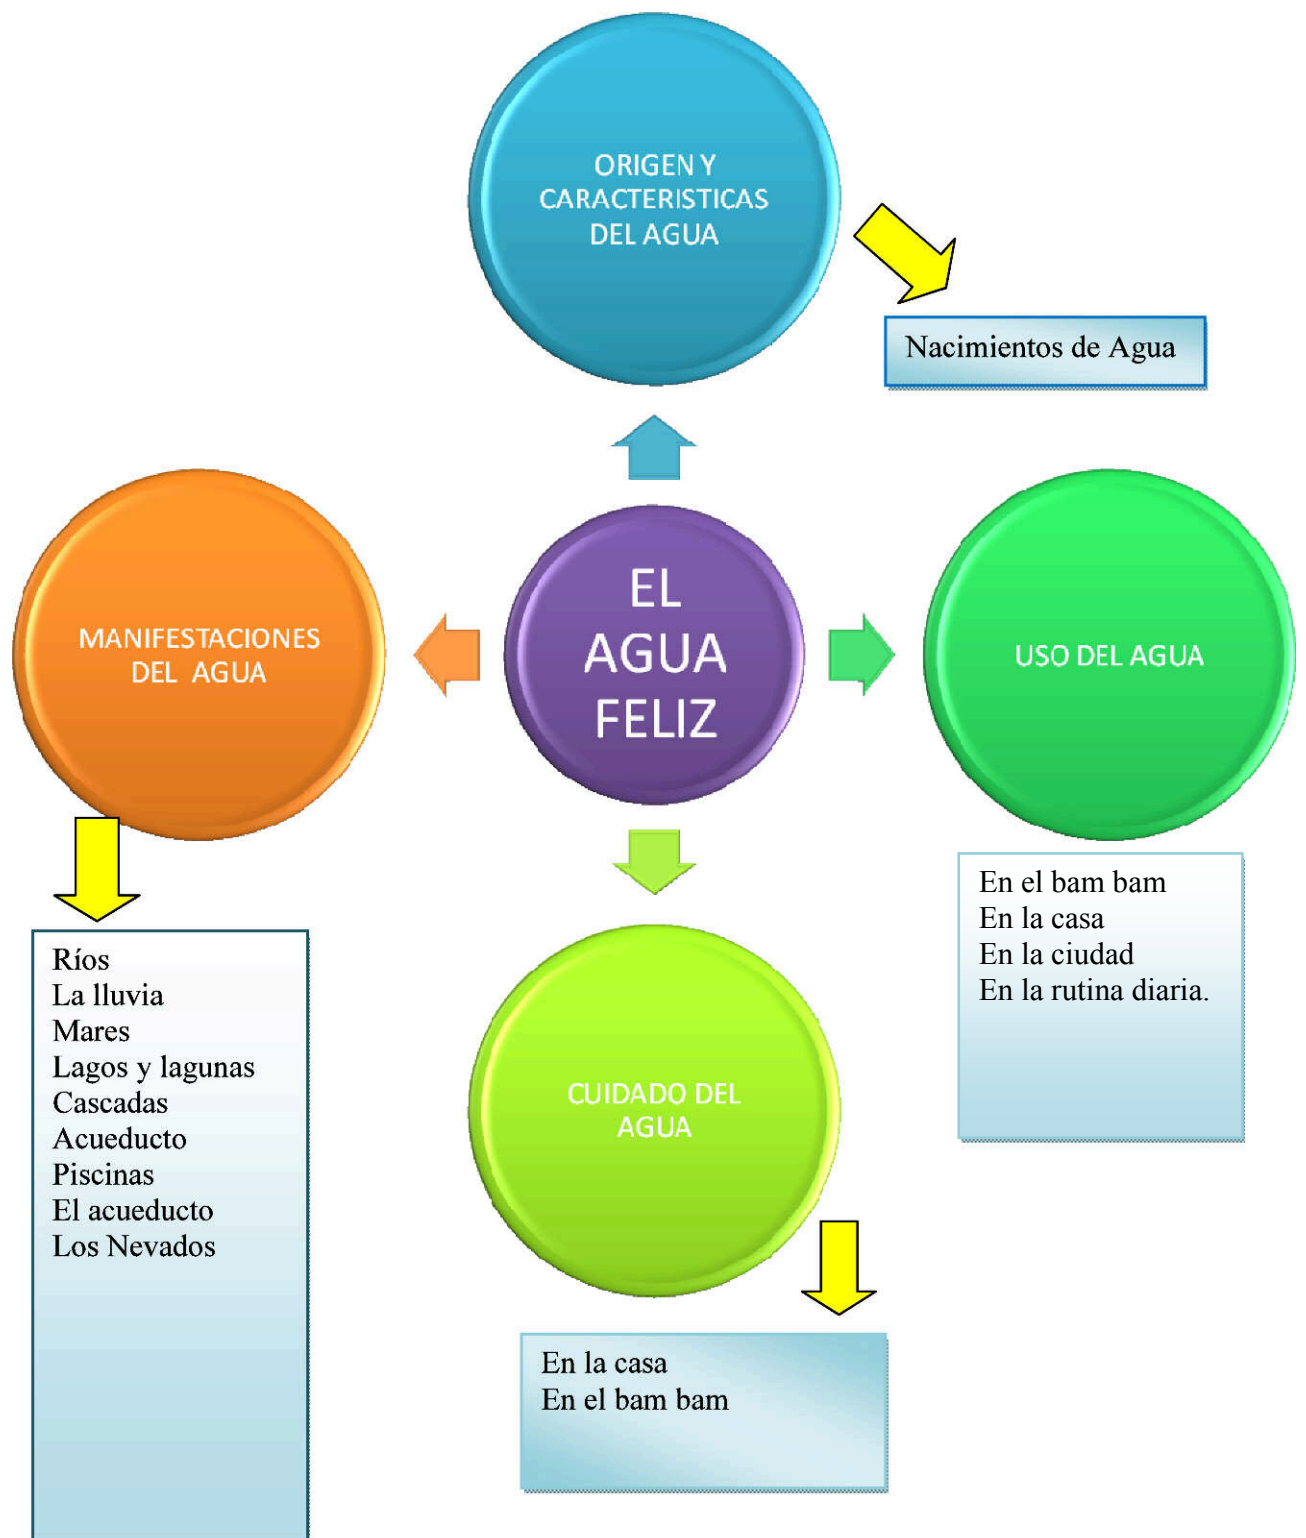 ORIGEN Y
CARACTERISTICAS
DEL AGUA
Nacimientos de Agua
MANIFESTACIONES
DEL AGUA
EL
AGUA
FELIZ
USO DEL AGUA
En el bam bam
En la casa
En la ciudad
En la rutina diaria.
Ríos
La lluvia
Mares
Lagos y lagunas
Cascadas
Acueducto
Piscinas
El acueducto
Los Nevados
CUIDADO DEL
AGUA
En la casa
En el bam bam